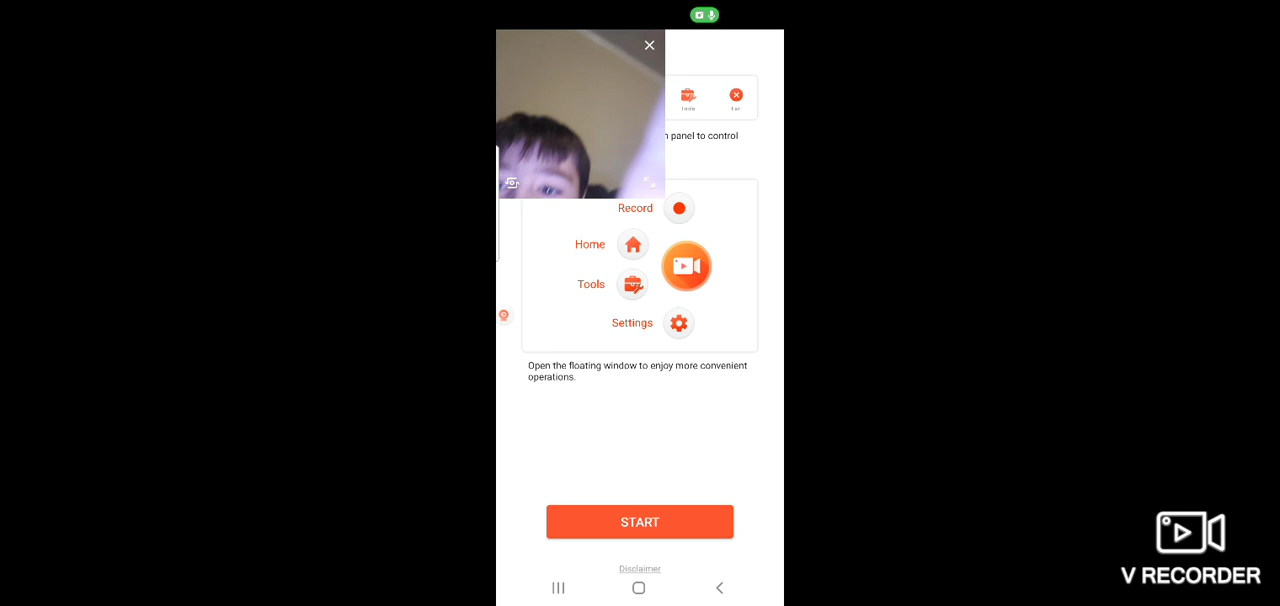 Tools
n panel to control
Record
Home
Tools
Settings
Open the floating window to enjoy more convenient
operations.
START
Disclaimer
V RECORDER